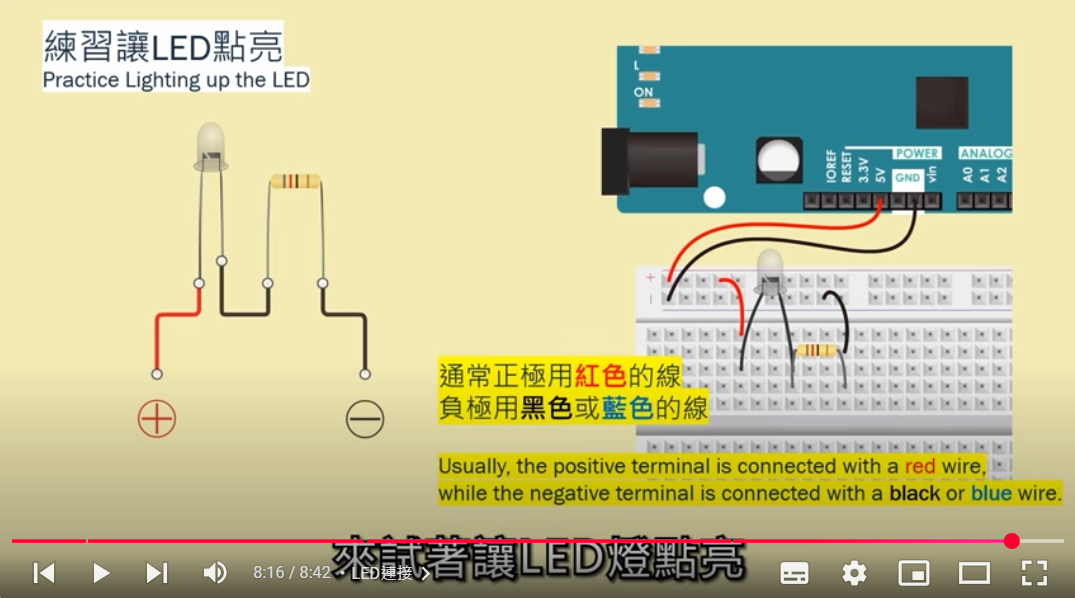 練習讓LED點亮
Practice Lighting up the LED
L
ON
IOREF
RESET
3.3V
5V
POWER
GND
vin
ANALOG
A0
A1
A2
+
-
通常正極用紅色的線
負極用黑色或藍色的線
Usually, the positive terminal is connected with a red wire,
while the negative terminal is connected with a black or blue wire.
來試著讓LED燈點亮
8:16 / 8:42 • LED連接